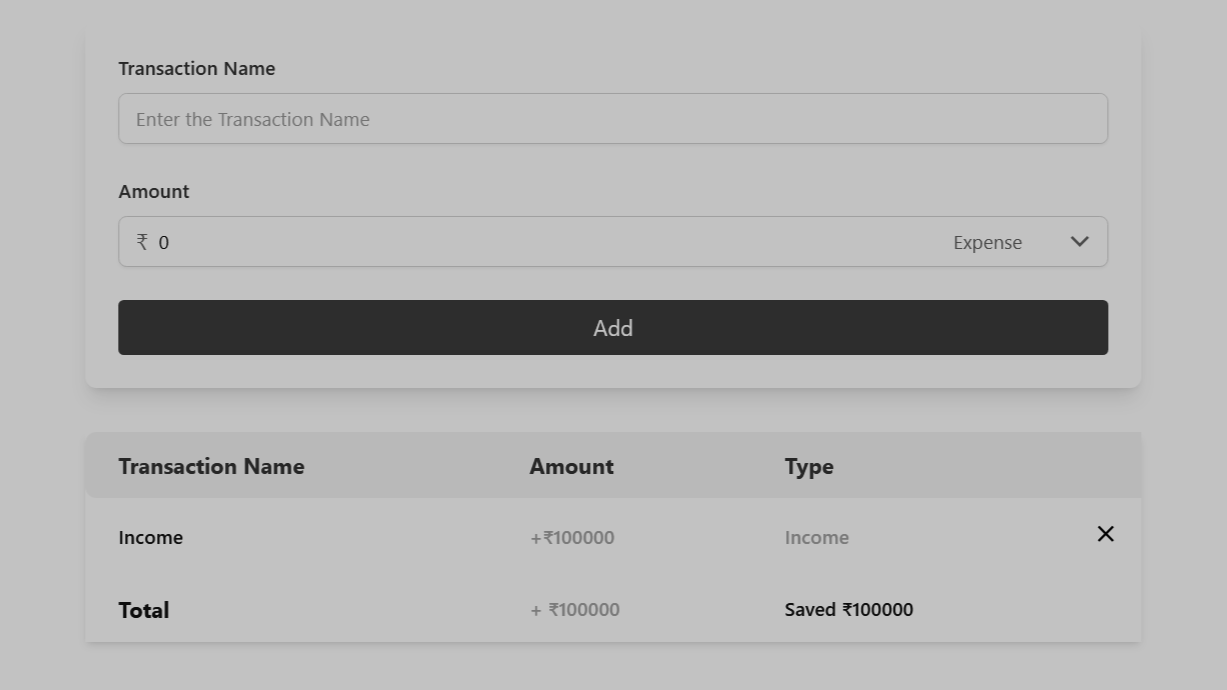 Transaction Name
Enter the Transaction Name
Amount
₹ 0 Expense
Add
Transaction Name Amount Type
Income +₹100000 Income
Total + ₹100000 Saved ₹100000